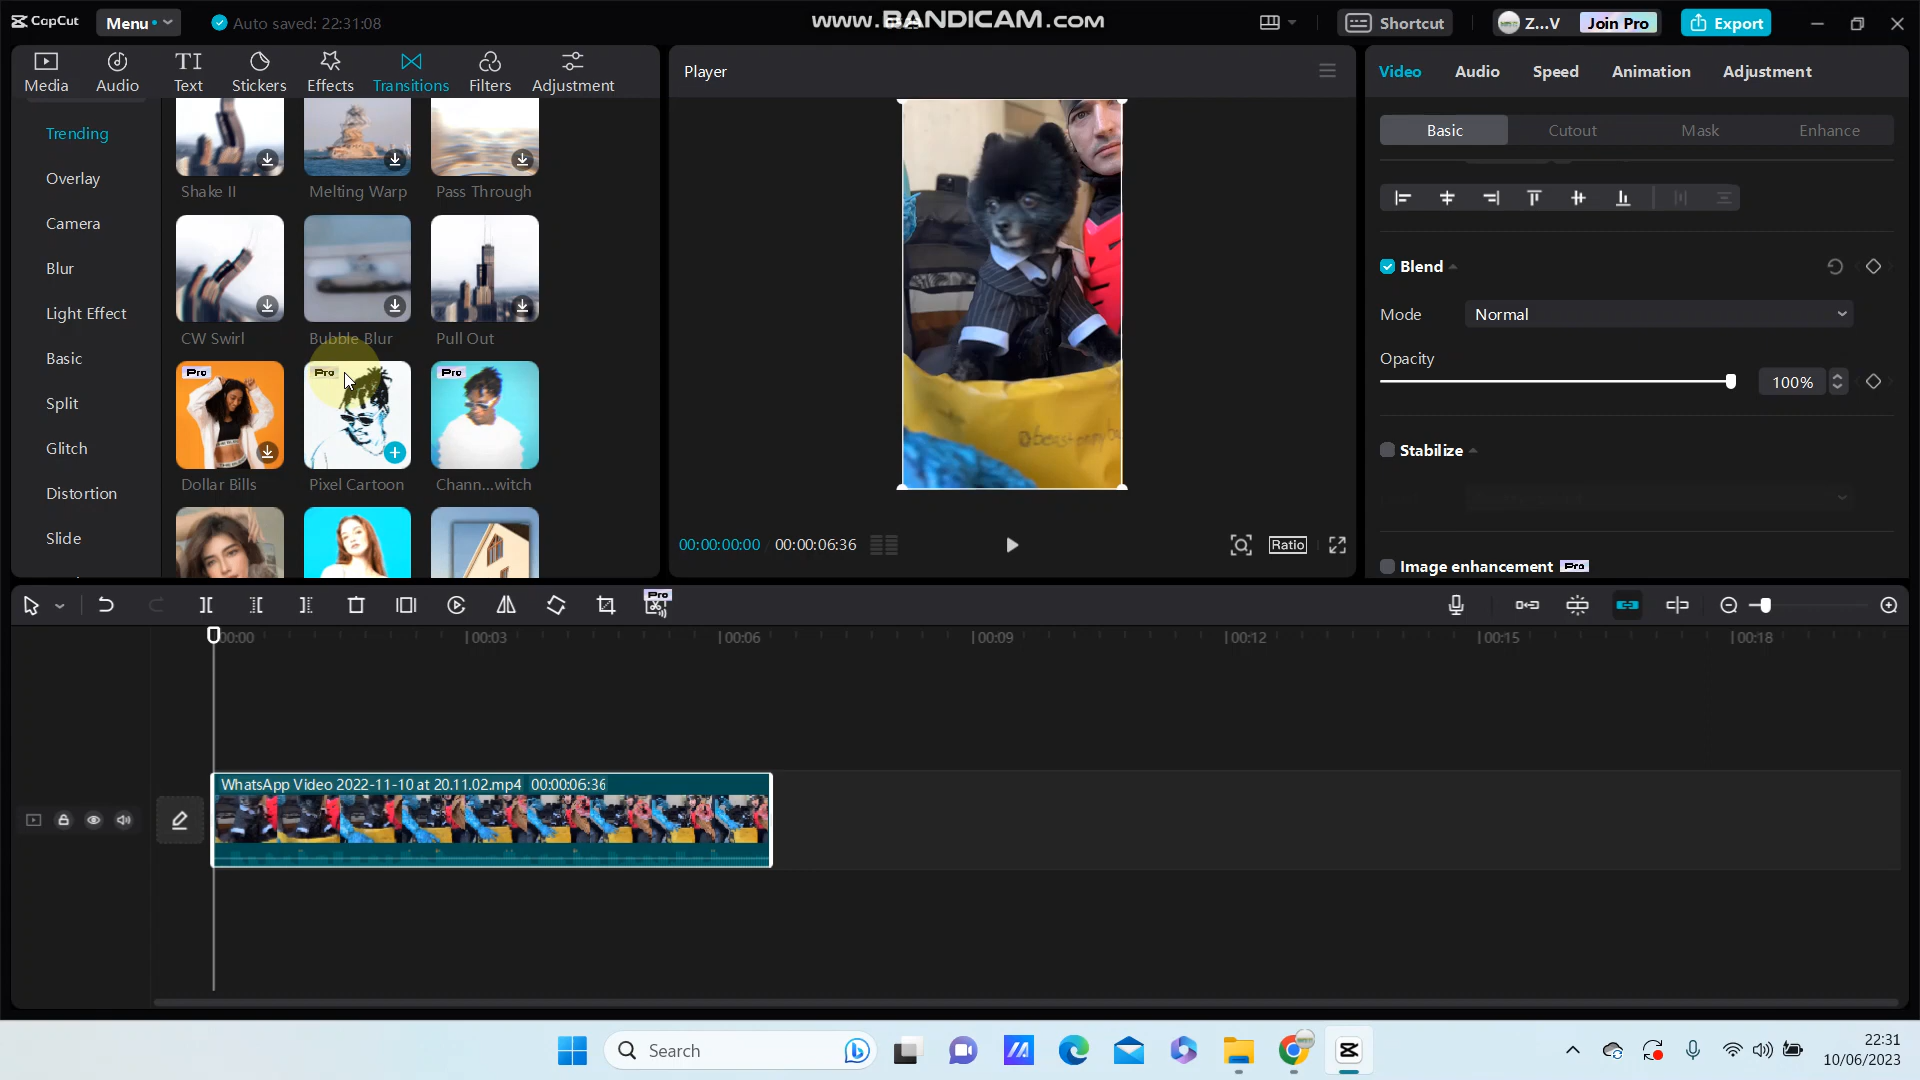 CapCut
Menu
Auto saved: 22:31:08
www.BANDICAM.com
Shortcut
Z...V
Join Pro
Export
Media
Audio
Text
Stickers
Effects
Transitions
Filters
Adjustment
Player
Video
Audio
Speed
Animation
Adjustment
Trending
Overlay
Camera
Blur
Light Effect
Basic
Split
Glitch
Distortion
Slide
Shake II
Melting Warp
Pass Through
CW Swirl
Bubble Blur
Pull Out
Pro
Pro
Pro
Dollar Bills
Pixel Cartoon
Chann...witch
Basic
Cutout
Mask
Enhance
Blend
Mode
Normal
Opacity
100%
Stabilize
Image enhancement Pro
00:00:00:00
00:00:06:36
Ratio
Pro
00:00
00:03
00:06
00:09
00:12
00:15
00:18
WhatsApp Video 2022-11-10 at 20.11.02.mp4 00:00:06:36
Search
22:31
10/06/2023